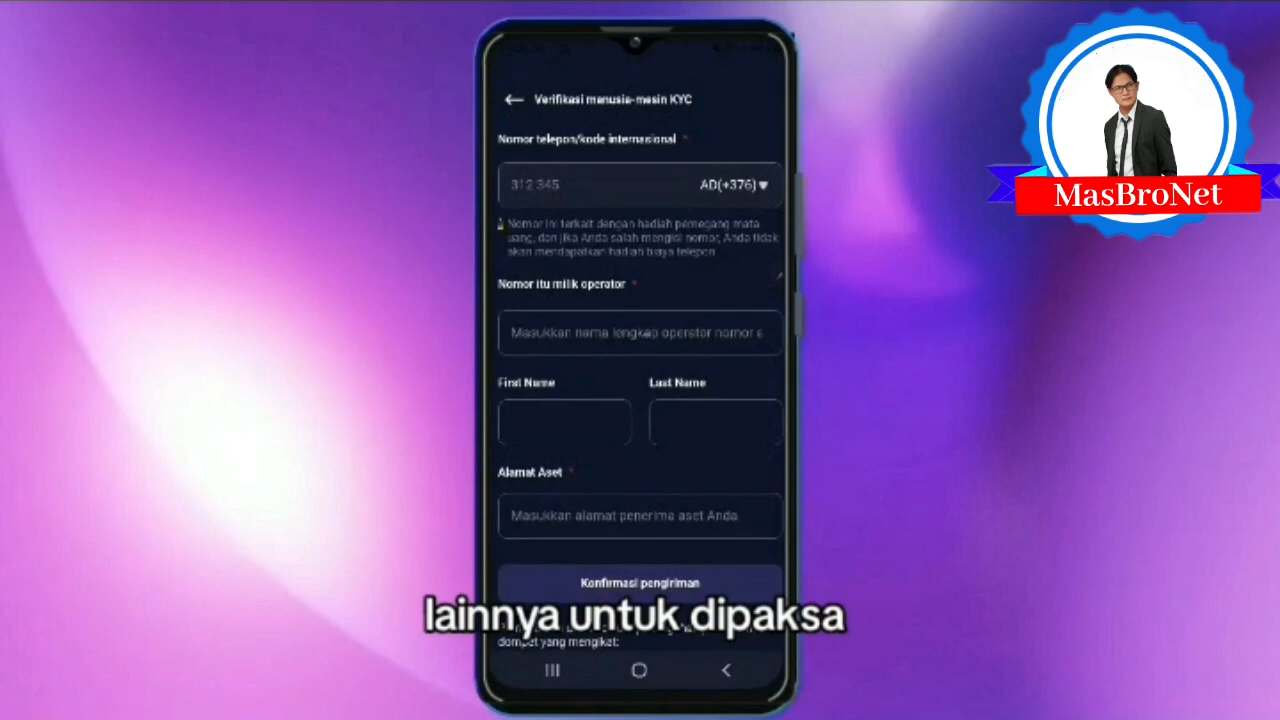 ← Verifikasi manusia-mesin KYC
Nomor telepon/kode internasional *
312 345 AD(+376)▼
Nomor ini terkait dengan hadiah pemegang mata
uang, dan jika Anda salah mengisi nomor, Anda tidak
akan mendapatkan hadiah biaya telepon
Nomor itu milik operator *
Masukkan nama lengkap operator nomor s
First Name Last Name
Alamat Aset *
Masukkan alamat penerima aset Anda
Konfirmasi pengiriman
lainnya untuk dipaksa
dompet yang mengikat:
MasBroNet